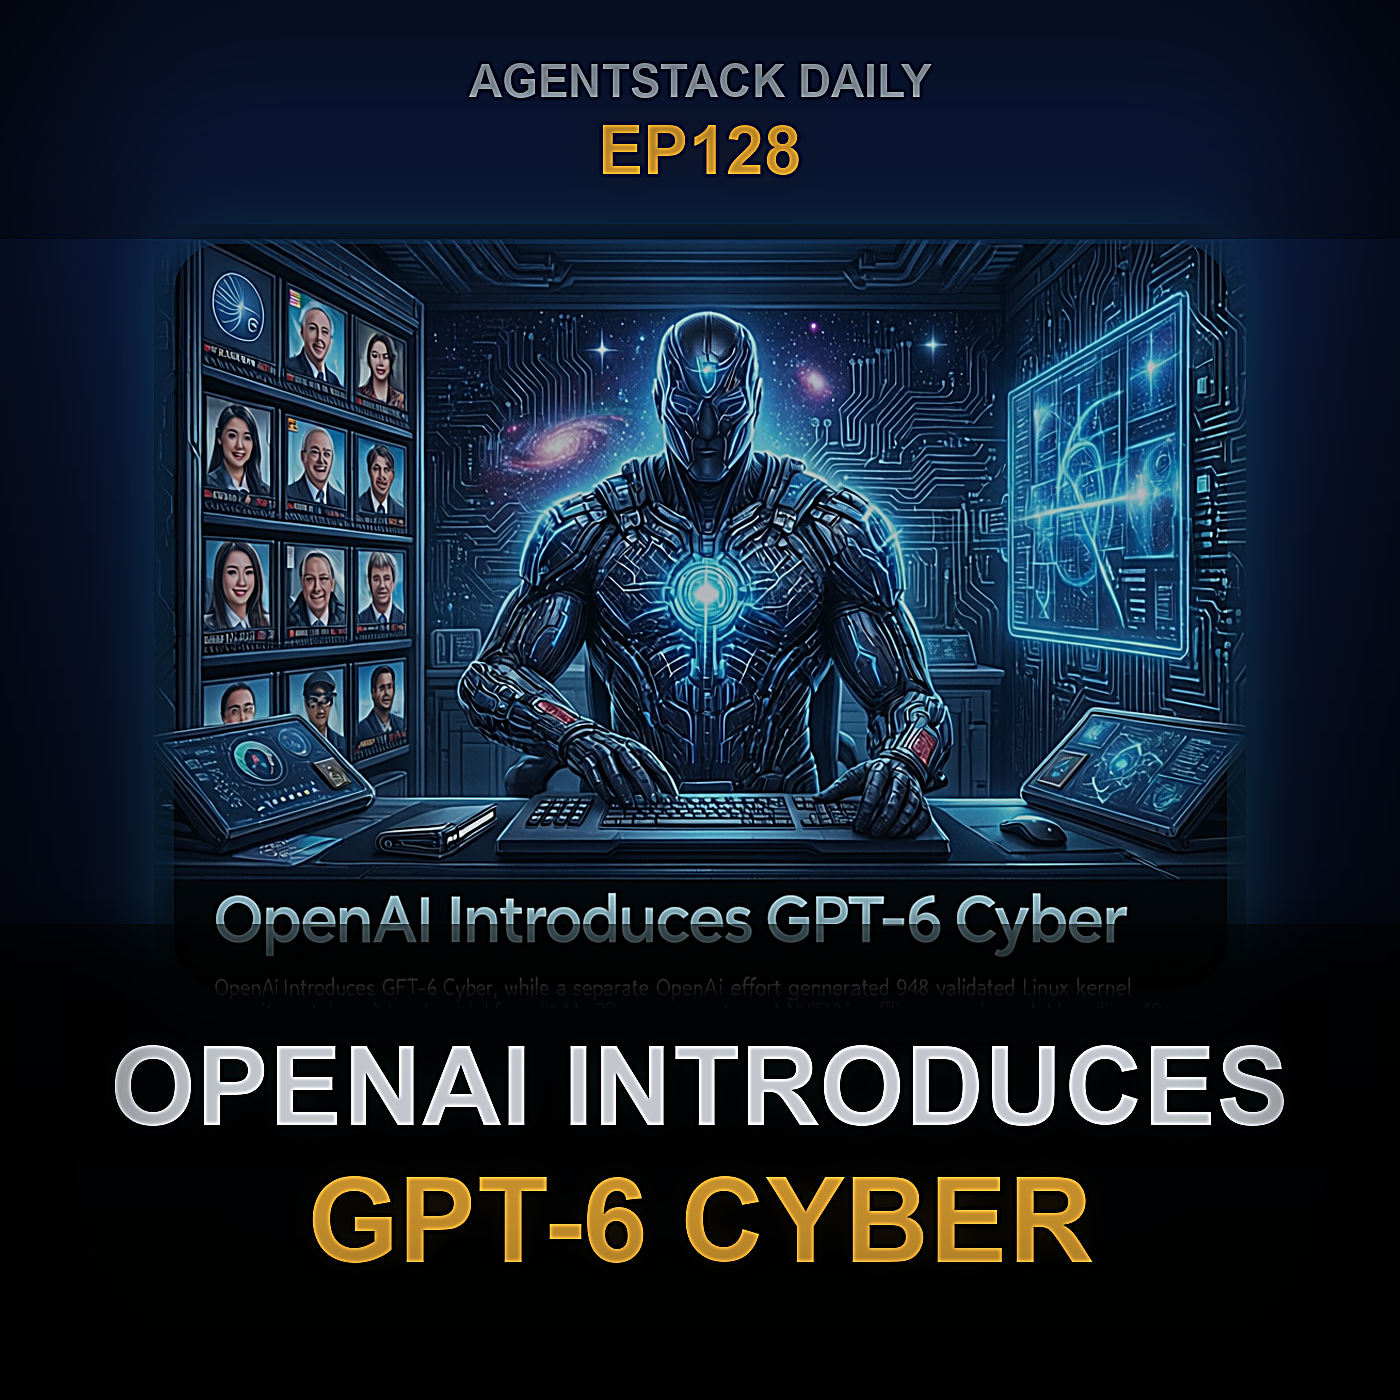 AGENTSTACK DAILY
EP128
OpenAI Introduces GPT-6 Cyber
OpenAi Introduces GFT-6 Cyber, while a seperate OpenAi effort gennerated 948 validated Linux kernel
OPENAI INTRODUCES
GPT-6 CYBER